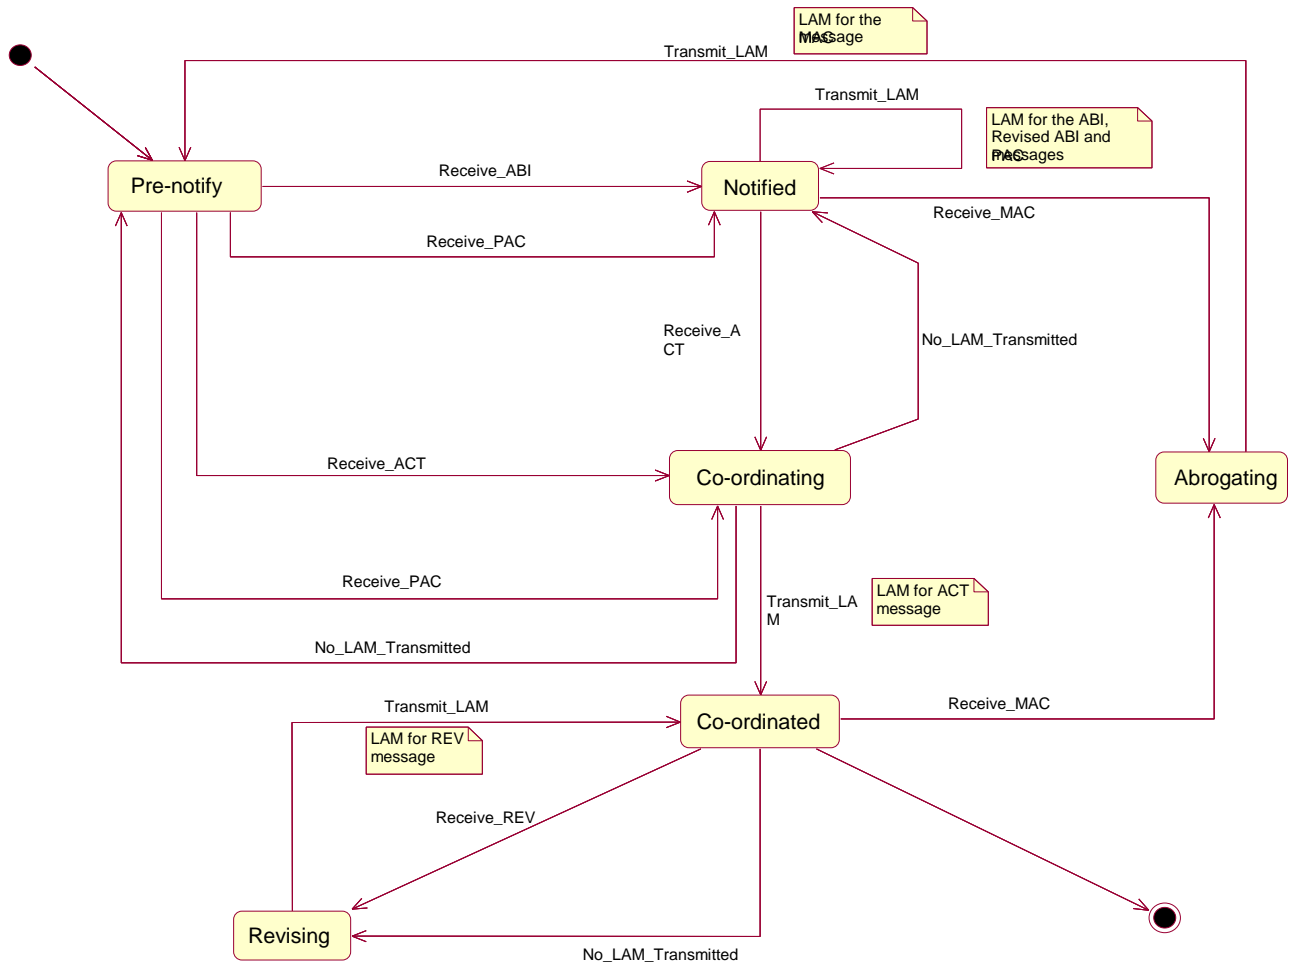 LAM for the
MAC
message
Transmit_LAM
Transmit_LAM
LAM for the ABI,
Revised ABI and
PAC
messages
Receive_ABI
Pre-notify
Notified
Receive_MAC
Receive_PAC
Receive_A
CT
No_LAM_Transmitted
Receive_ACT
Co-ordinating
Abrogating
Receive_PAC
Transmit_LA
M
LAM for ACT
message
No_LAM_Transmitted
Transmit_LAM
Co-ordinated
Receive_MAC
LAM for REV
message
Receive_REV
Revising
No_LAM_Transmitted